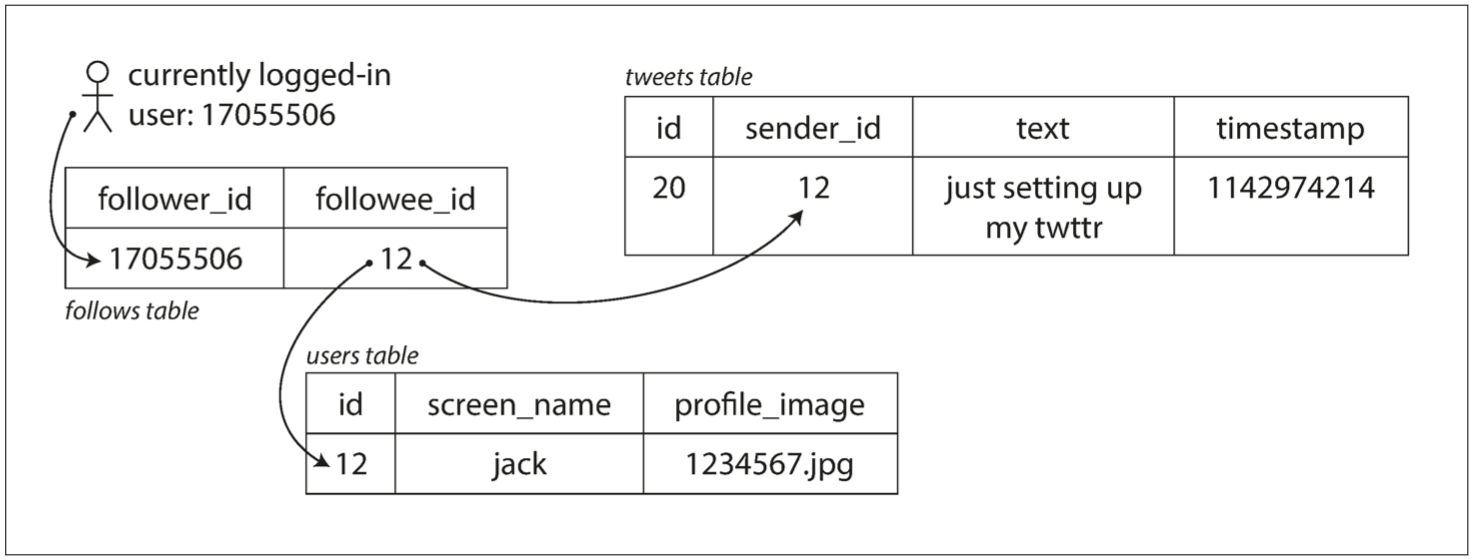 currently logged-in
user: 17055506
follower_id followee_id
17055506 12
follows table
tweets table
id sender_id text timestamp
20 12 just setting up 1142974214
my twttr
users table
id screen_name profile_image
12 jack 1234567.jpg